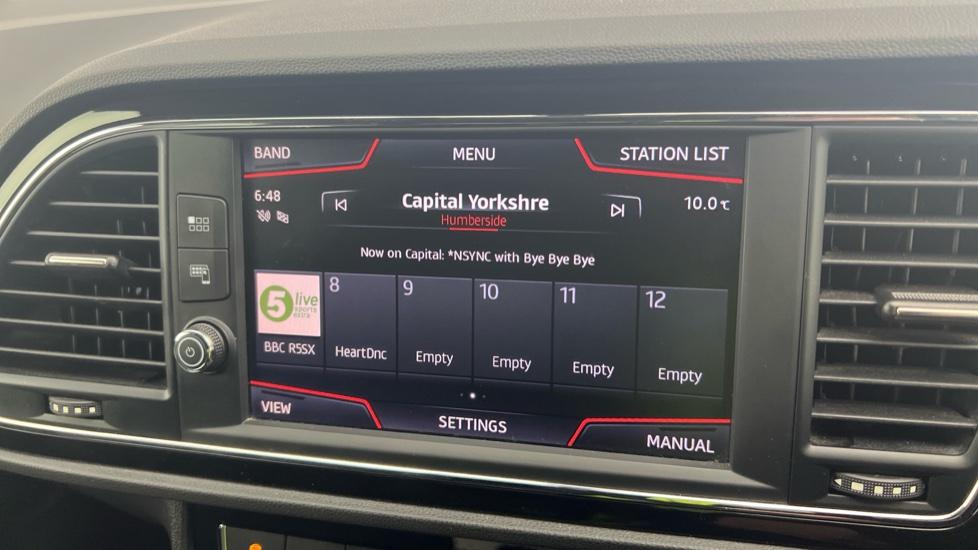 BAND
MENU
STATION LIST
6:48
Capital Yorkshre
10.0 °C
Humberside
Now on Capital: *NSYNC with Bye Bye Bye
5 live
sports
extra
8
9
10
11
12
BBC R5SX
HeartDnc
Empty
Empty
Empty
Empty
VIEW
SETTINGS
MANUAL